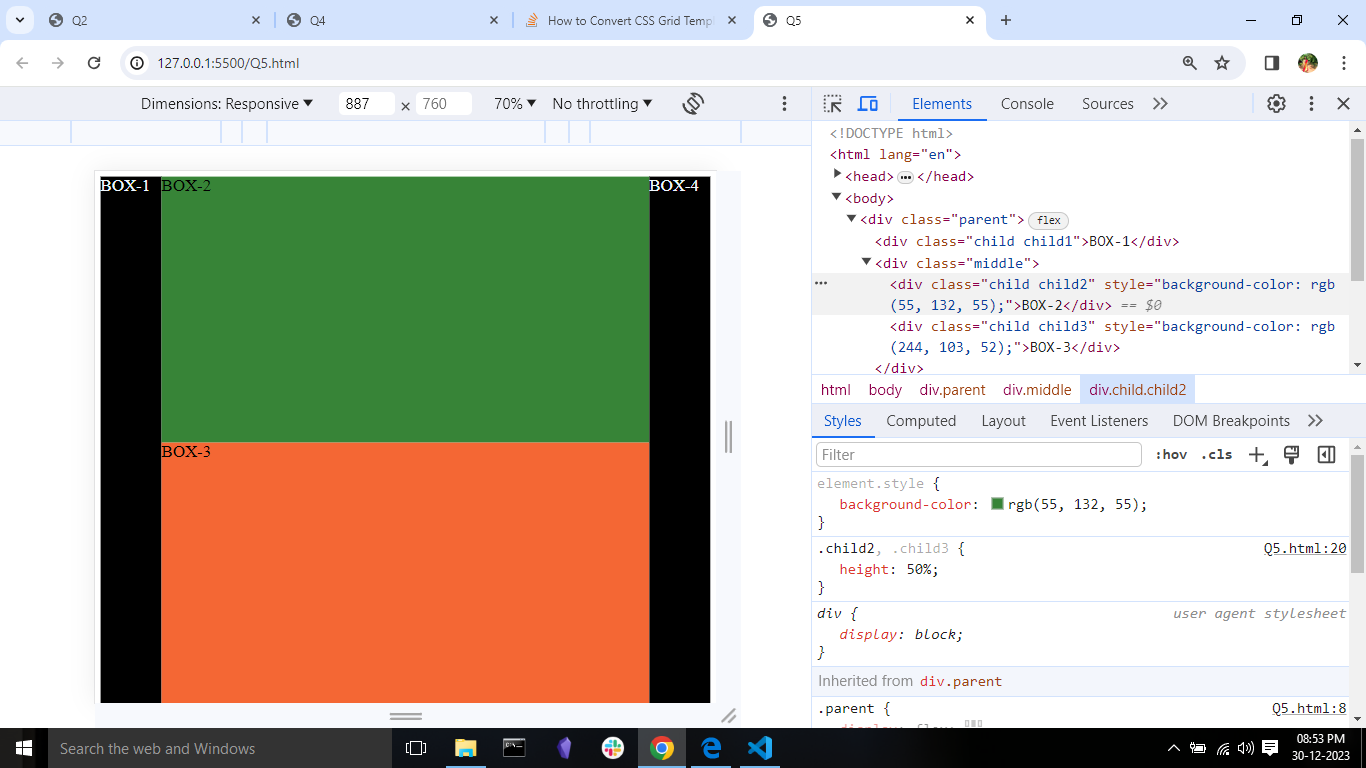 Q2
Q4
How to Convert CSS Grid Templ
Q5
127.0.0.1:5500/Q5.html
Dimensions: Responsive
887
×
760
70%
No throttling
Elements
Console
Sources
BOX-1
BOX-2
BOX-4
BOX-3
<!DOCTYPE html>
<html lang="en">
<head>
</head>
<body>
<div class="parent">
flex
<div class="child child1">BOX-1</div>
<div class="middle">
<div class="child child2" style="background-color: rgb
(55, 132, 55);">BOX-2</div> == $0
<div class="child child3" style="background-color: rgb
(244, 103, 52);">BOX-3</div>
</div>
html
body
div.parent
div.middle
div.child.child2
Styles
Computed
Layout
Event Listeners
DOM Breakpoints
Filter
:hov
.cls
element.style {
background-color: rgb(55, 132, 55);
}
.child2, .child3 {
Q5.html:20
height: 50%;
}
div {
user agent stylesheet
display: block;
}
Inherited from div.parent
.parent {
Q5.html:8
display: flex;
Search the web and Windows
08:53 PM
30-12-2023